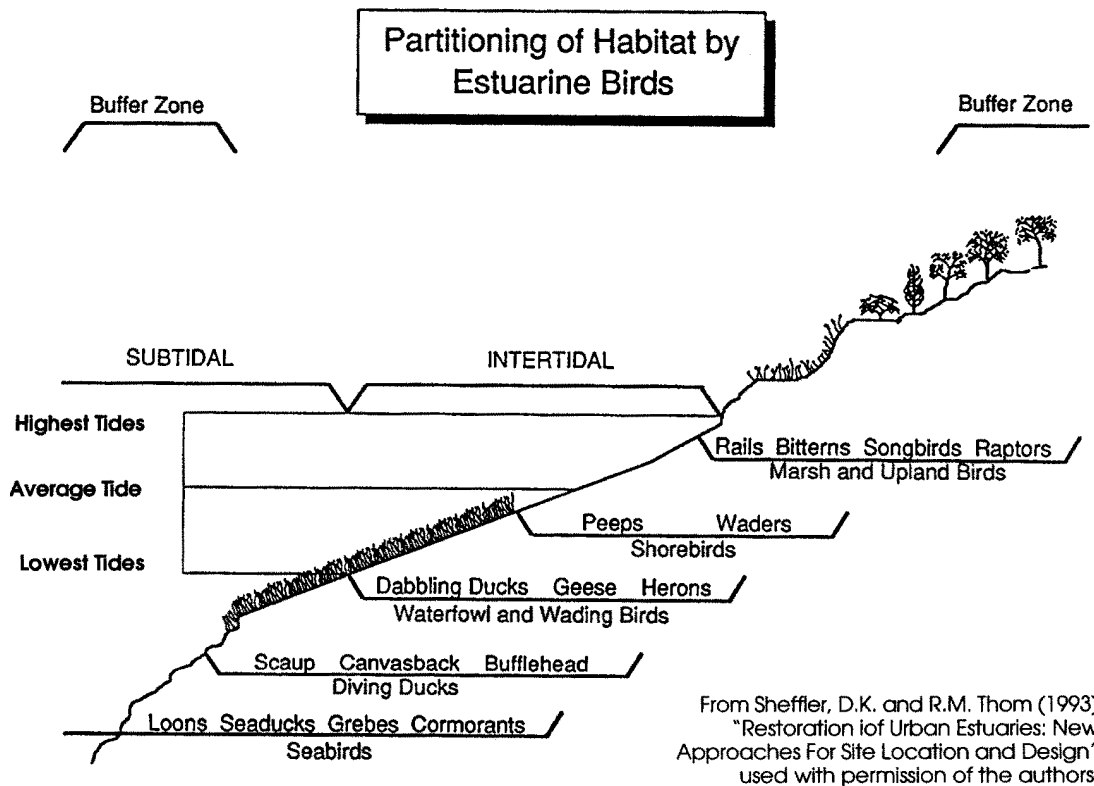 Partitioning of Habitat by
Estuarine Birds
Buffer Zone
Buffer Zone
SUBTIDAL
INTERTIDAL
Highest Tides
Average Tide
Lowest Tides
Rails Bitterns Songbirds Raptors
Marsh and Upland Birds
Peeps Waders
Shorebirds
Dabbling Ducks Geese Herons
Waterfowl and Wading Birds
Scaup Canvasback Bufflehead
Diving Ducks
Loons Seaducks Grebes Cormorants
Seabirds
From Sheffler, D.K. and R.M. Thom (1993)
"Restoration iof Urban Estuaries: New
Approaches For Site Location and Design"
used with permission of the authors